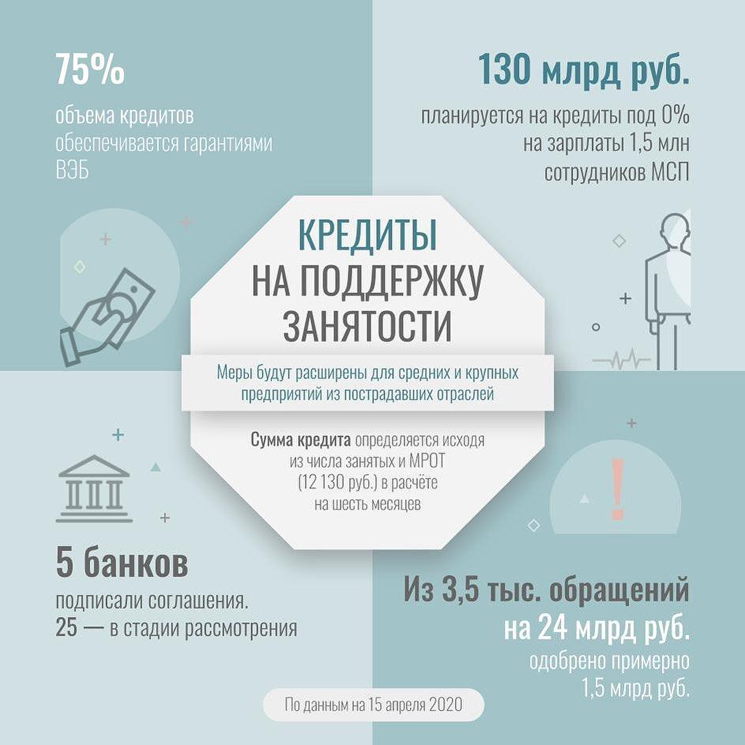 75%
объема кредитов
обеспечивается гарантиями
ВЭБ
130 млрд руб.
планируется на кредиты под 0%
на зарплаты 1,5 млн
сотрудников МСП
КРЕДИТЫ
НА ПОДДЕРЖКУ
ЗАНЯТОСТИ
Меры будут расширены для средних и крупных
предприятий из пострадавших отраслей
Сумма кредита определяется исходя
из числа занятых и МРОТ
(12 130 руб.) в расчёте
на шесть месяцев
5 банков
подписали соглашения.
25 — в стадии рассмотрения
Из 3,5 тыс. обращений
на 24 млрд руб.
одобрено примерно
1,5 млрд руб.
По данным на 15 апреля 2020